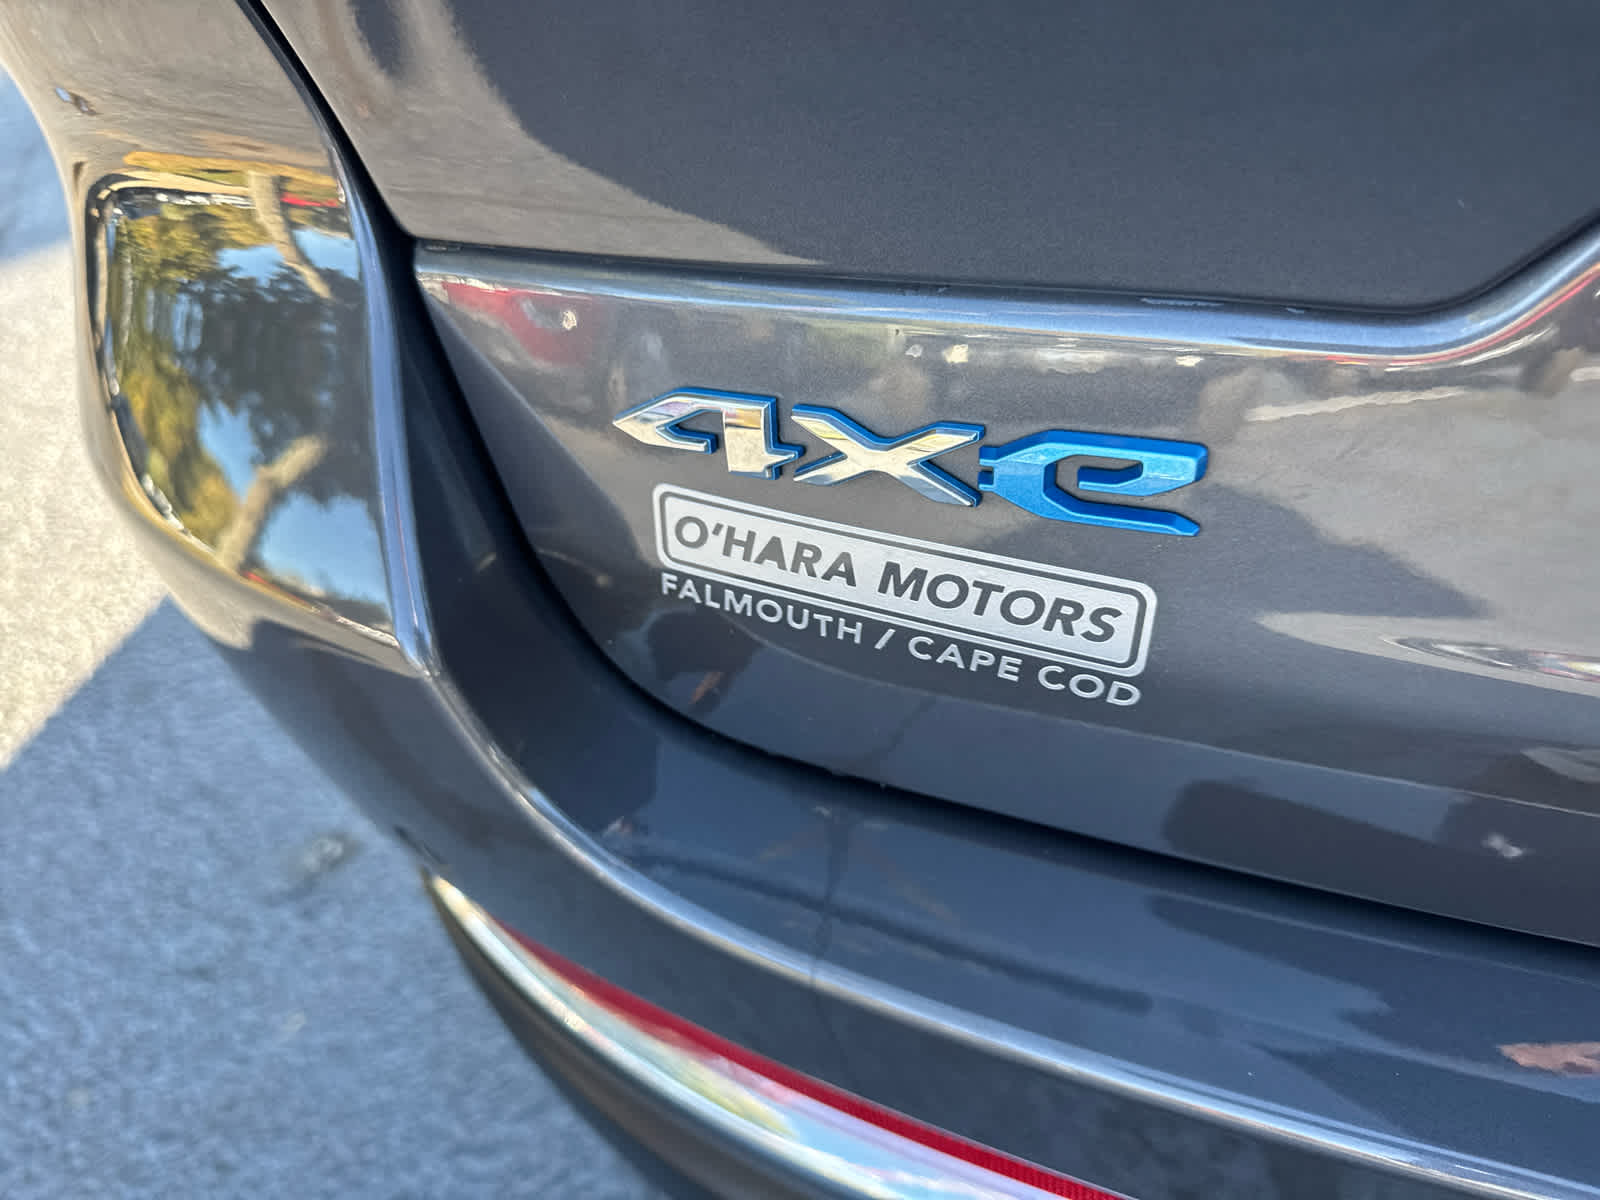 4xe
O'HARA MOTORS
FALMOUTH / CAPE COD